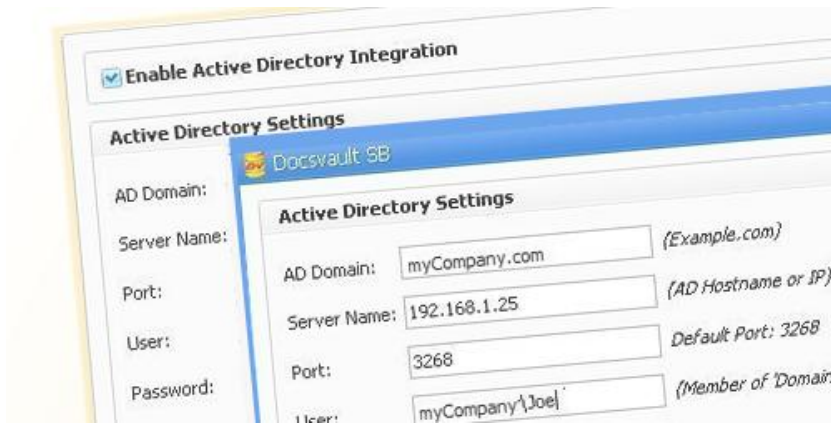 Enable Active Directory Integration
Active Directory Settings
AD Domain:
Server Name:
Port:
User:
Password:
Docsvault SB
Active Directory Settings
AD Domain: myCompany.com (Example.com)
Server Name: 192.168.1.25 (AD Hostname or IP)
Port: 3268 Default Port: 3268
User: myCompany\Joe (Member of 'Domain